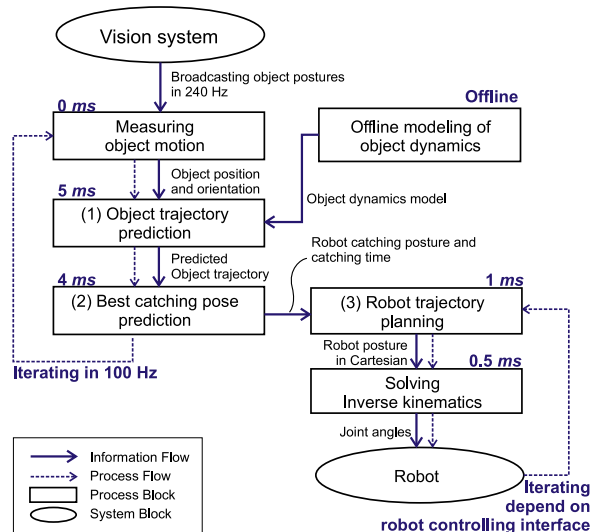 Vision system
Broadcasting object postures
in 240 Hz
0 ms
Measuring
object motion
Offline
Offline modeling of
object dynamics
Object position
and orientation
Object dynamics model
5 ms
(1) Object trajectory
prediction
Predicted
Object trajectory
Robot catching posture and
catching time
4 ms
(2) Best catching pose
prediction
1 ms
(3) Robot trajectory
planning
Iterating in 100 Hz
Robot posture
in Cartesian
0.5 ms
Solving
Inverse kinematics
Joint angles
Robot
Iterating
depend on
robot controlling interface
Information Flow
Process Flow
Process Block
System Block